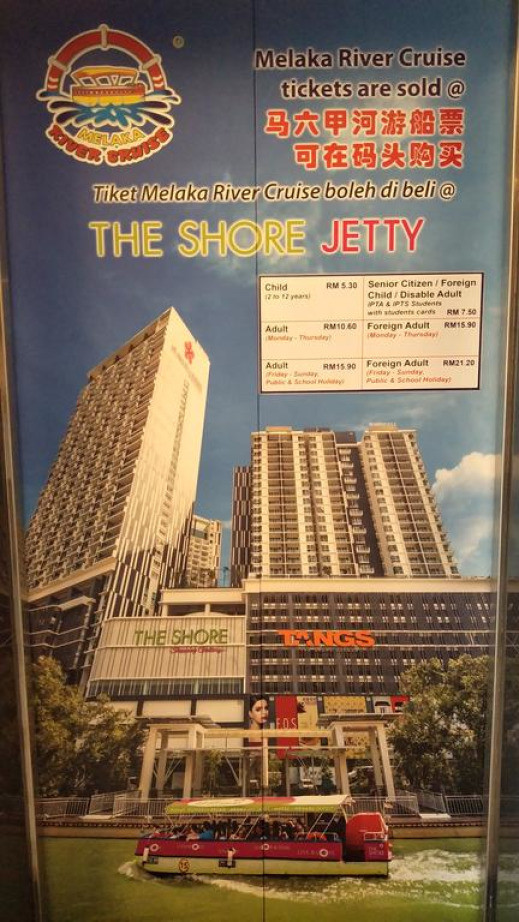 MELAKA
RIVER CRUISE
®
Melaka River Cruise
tickets are sold @
马六甲河游船票
可在码头购买
Tiket Melaka River Cruise boleh di beli @
THE SHORE JETTY
Child RM 5.30
(2 to 12 years)
Senior Citizen / Foreign
Child / Disable Adult
IPTA & IPTS Students
with students cards RM 7.50
Adult RM10.60
(Monday - Thursday)
Foreign Adult RM15.90
(Monday - Thursday)
Adult RM15.90
(Friday - Sunday,
Public & School Holiday)
Foreign Adult RM21.20
(Friday - Sunday,
Public & School Holiday)
THE SHORE
TANGS